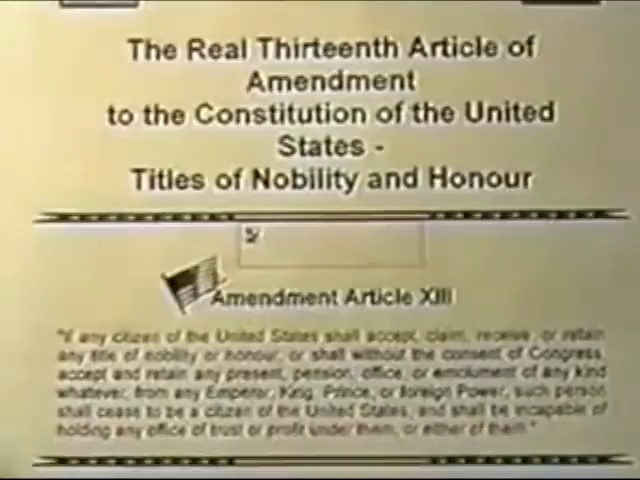 The Real Thirteenth Article of
Amendment
to the Constitution of the United
States -
Titles of Nobility and Honour
Amendment Article XIII
"If any citizen of the United States shall accept, claim, receive, or retain
any title of nobility or honour, or shall without the consent of Congress,
accept and retain any present, pension, office, or emolument of any kind
whatever, from any Emperor, King, Prince, or foreign Power, such person
shall cease to be a citizen of the United States, and shall be incapable of
holding any office of trust or profit under them, or either of them."